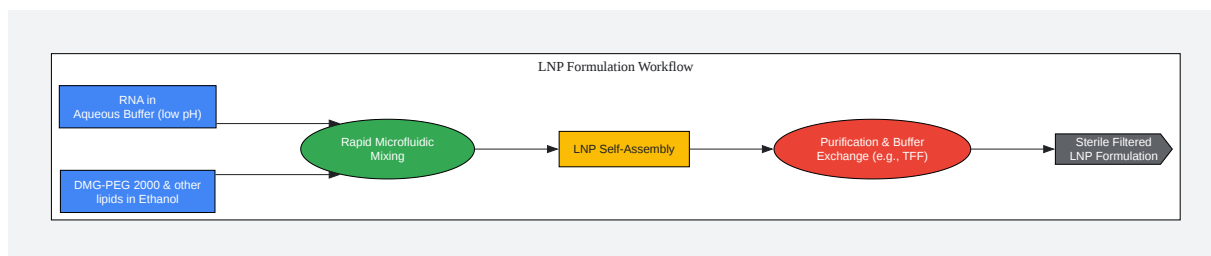 LNP Formulation Workflow
RNA in
Aqueous Buffer (low pH)
DMG-PEG 2000 & other
lipids in Ethanol
Rapid Microfluidic
Mixing
LNP Self-Assembly
Purification & Buffer
Exchange (e.g., TFF)
Sterile Filtered
LNP Formulation